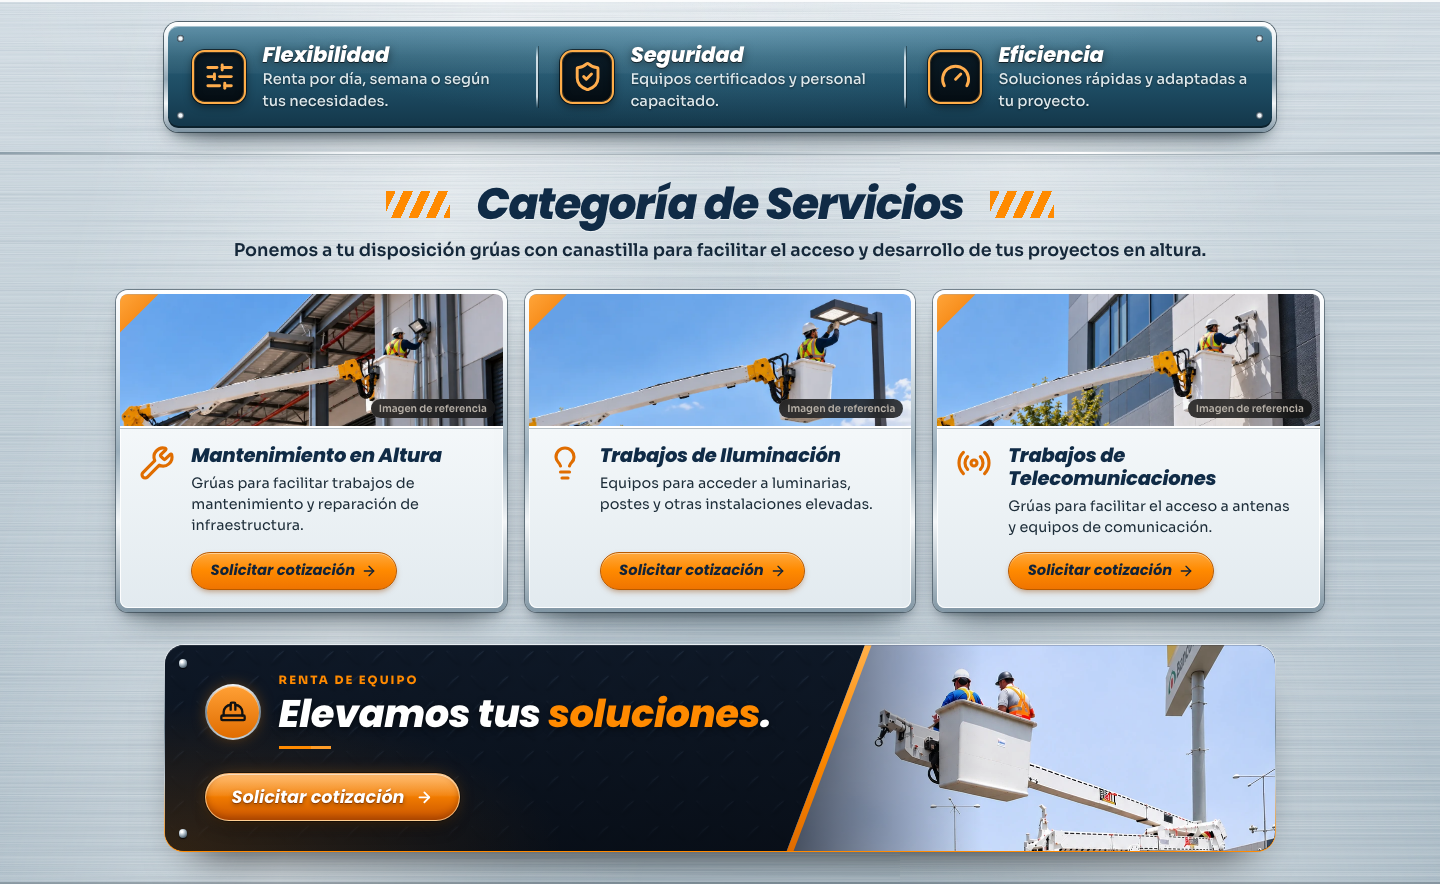 Flexibilidad
Renta por día, semana o según
tus necesidades.
Seguridad
Equipos certificados y personal
capacitado.
Eficiencia
Soluciones rápidas y adaptadas a
tu proyecto.
Categoría de Servicios
Ponemos a tu disposición grúas con canastilla para facilitar el acceso y desarrollo de tus proyectos en altura.
Imagen de referencia
Imagen de referencia
Imagen de referencia
Mantenimiento en Altura
Grúas para facilitar trabajos de
mantenimiento y reparación de
infraestructura.
Solicitar cotización
Trabajos de Iluminación
Equipos para acceder a luminarias,
postes y otras instalaciones elevadas.
Solicitar cotización
Trabajos de
Telecomunicaciones
Grúas para facilitar el acceso a antenas
y equipos de comunicación.
Solicitar cotización
RENTA DE EQUIPO
Elevamos tus soluciones.
Solicitar cotización